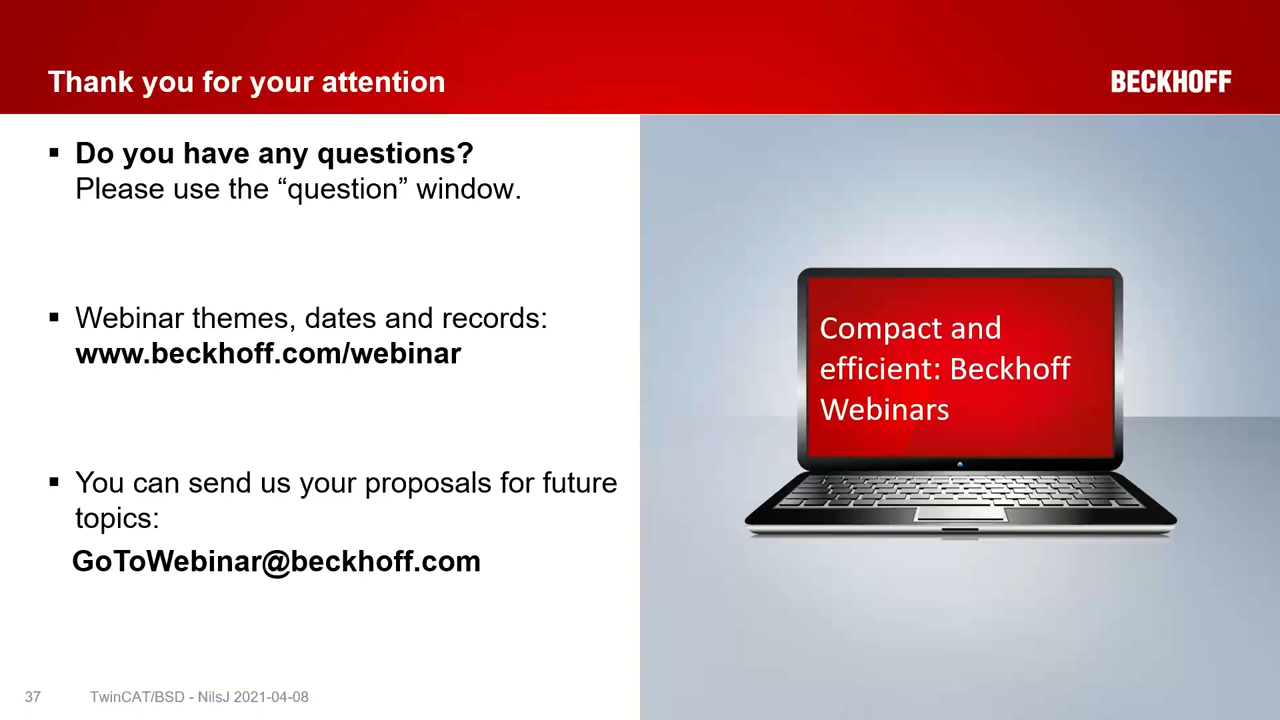 Thank you for your attention
BECKHOFF
▪ Do you have any questions?
Please use the “question” window.
▪ Webinar themes, dates and records:
www.beckhoff.com/webinar
▪ You can send us your proposals for future
topics:
GoToWebinar@beckhoff.com
Compact and
efficient: Beckhoff
Webinars
37
TwinCAT/BSD - NilsJ 2021-04-08